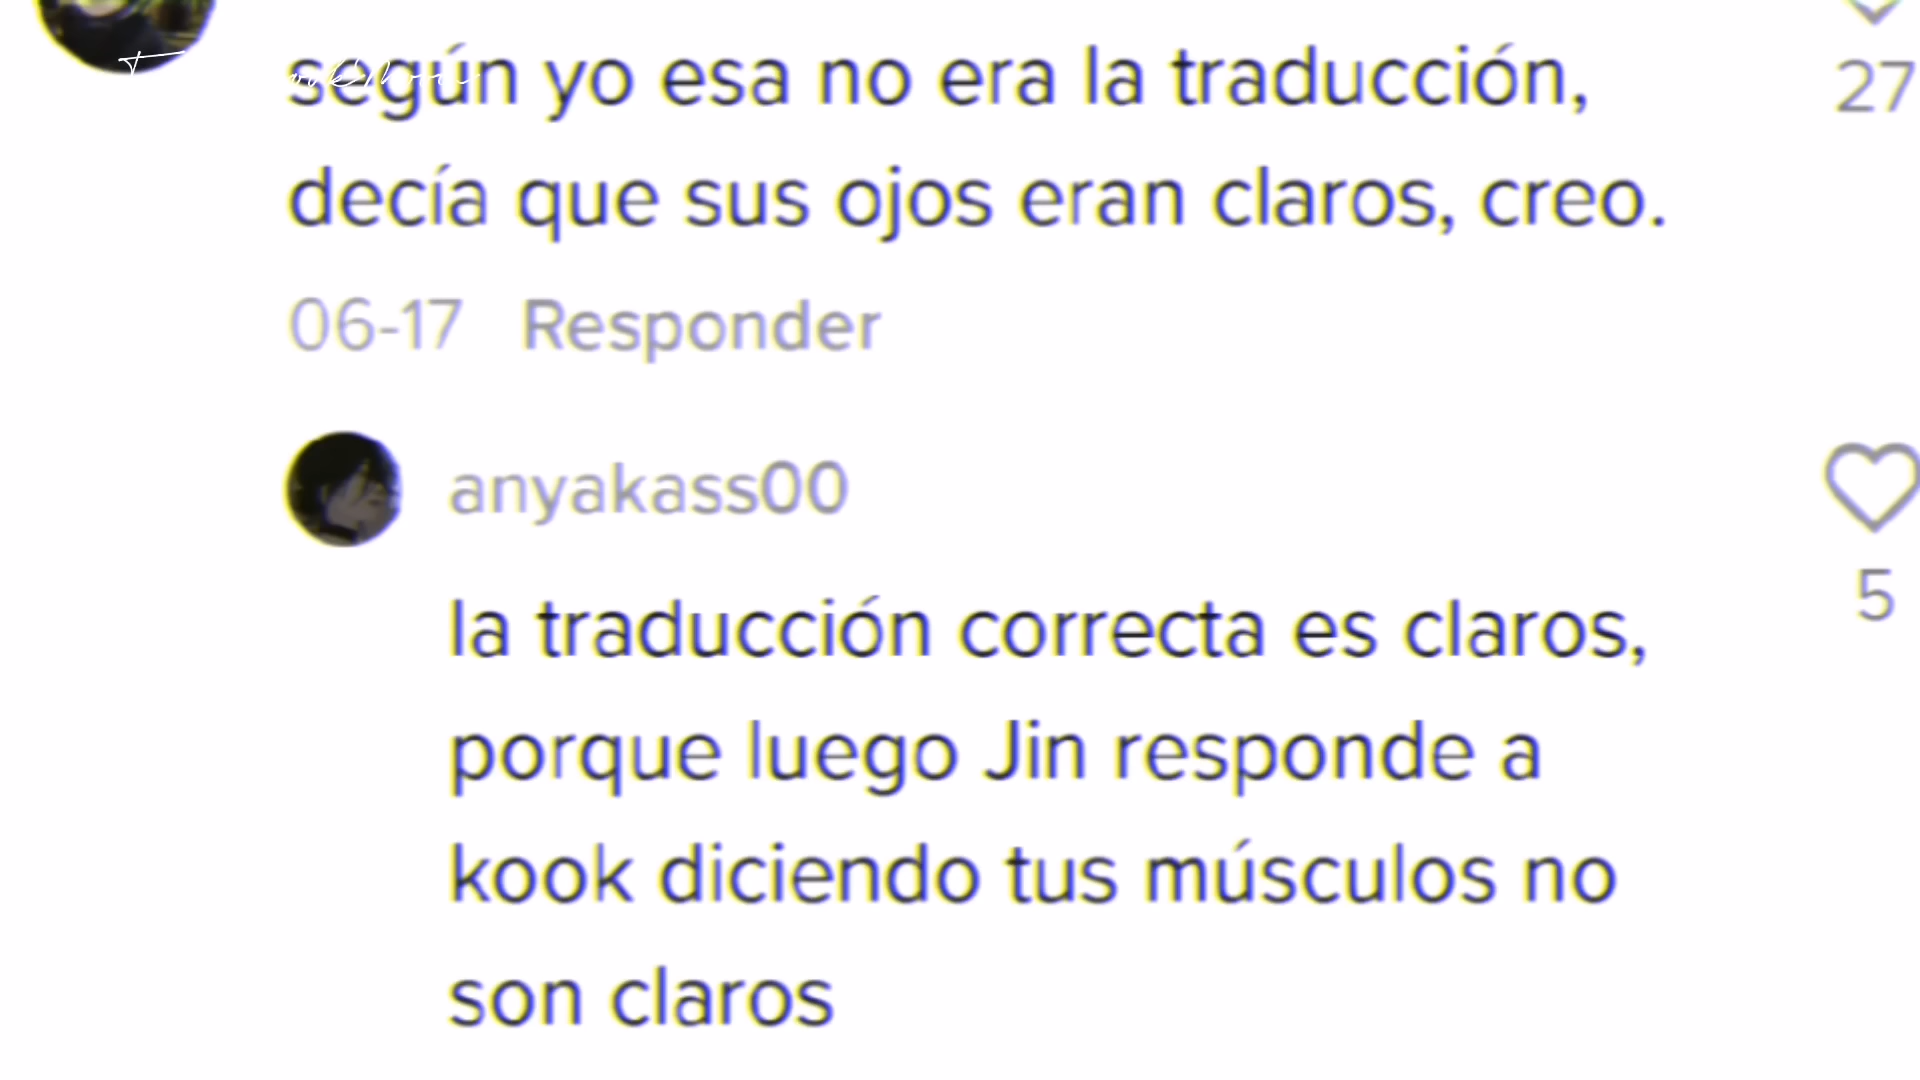 según yo esa no era la traducción,
27
decía que sus ojos eran claros, creo.
06-17 Responder
anyakass00
5
la traducción correcta es claros,
porque luego Jin responde a
kook diciendo tus músculos no
son claros